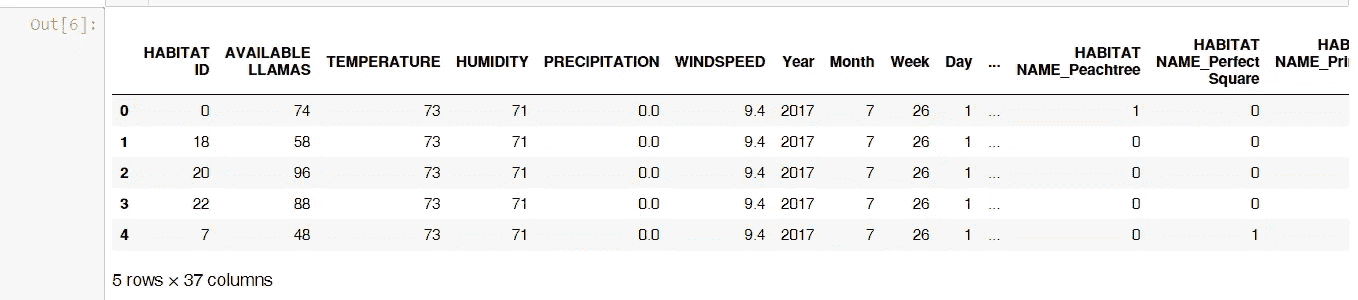 Out[6]:
HABITAT ID AVAILABLE LLAMAS TEMPERATURE HUMIDITY PRECIPITATION WINDSPEED Year Month Week Day ... HABITAT NAME_Peachtree HABITAT NAME_Perfect Square HAB NAME_Pri
0 0 74 73 71 0.0 9.4 2017 7 26 1 ... 1 0
1 18 58 73 71 0.0 9.4 2017 7 26 1 ... 0 0
2 20 96 73 71 0.0 9.4 2017 7 26 1 ... 0 0
3 22 88 73 71 0.0 9.4 2017 7 26 1 ... 0 0
4 7 48 73 71 0.0 9.4 2017 7 26 1 ... 0 1
5 rows × 37 columns